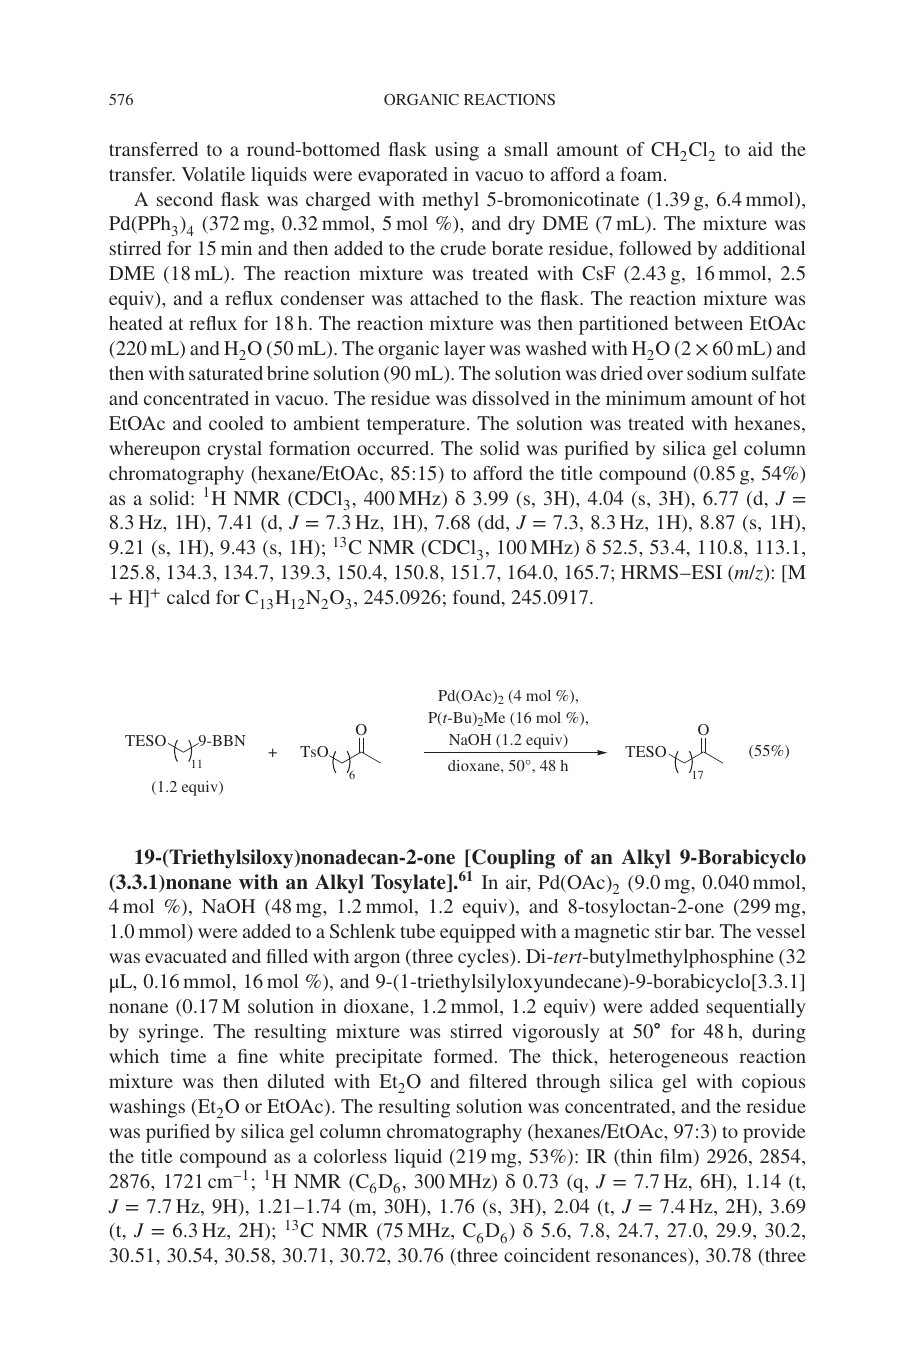 576 ORGANIC REACTIONS
transferred to a round-bottomed flask using a small amount of CH₂Cl₂ to aid the
transfer. Volatile liquids were evaporated in vacuo to afford a foam.
A second flask was charged with methyl 5-bromonicotinate (1.39 g, 6.4 mmol),
Pd(PPh₃)₄ (372 mg, 0.32 mmol, 5 mol %), and dry DME (7 mL). The mixture was
stirred for 15 min and then added to the crude borate residue, followed by additional
DME (18 mL). The reaction mixture was treated with CsF (2.43 g, 16 mmol, 2.5
equiv), and a reflux condenser was attached to the flask. The reaction mixture was
heated at reflux for 18 h. The reaction mixture was then partitioned between EtOAc
(220 mL) and H₂O (50 mL). The organic layer was washed with H₂O (2 × 60 mL) and
then with saturated brine solution (90 mL). The solution was dried over sodium sulfate
and concentrated in vacuo. The residue was dissolved in the minimum amount of hot
EtOAc and cooled to ambient temperature. The solution was treated with hexanes,
whereupon crystal formation occurred. The solid was purified by silica gel column
chromatography (hexane/EtOAc, 85:15) to afford the title compound (0.85 g, 54%)
as a solid: ¹H NMR (CDCl₃, 400 MHz) δ 3.99 (s, 3H), 4.04 (s, 3H), 6.77 (d, J =
8.3 Hz, 1H), 7.41 (d, J = 7.3 Hz, 1H), 7.68 (dd, J = 7.3, 8.3 Hz, 1H), 8.87 (s, 1H),
9.21 (s, 1H), 9.43 (s, 1H); ¹³C NMR (CDCl₃, 100 MHz) δ 52.5, 53.4, 110.8, 113.1,
125.8, 134.3, 134.7, 139.3, 150.4, 150.8, 151.7, 164.0, 165.7; HRMS–ESI (m/z): [M
+ H]⁺ calcd for C₁₃H₁₂N₂O₃, 245.0926; found, 245.0917.
Pd(OAc)₂ (4 mol %),
P(t-Bu)₂Me (16 mol %),
NaOH (1.2 equiv)
dioxane, 50°, 48 h
TESO 9-BBN
11
(1.2 equiv)
+
TsO O
6
TESO O
17
(55%)
19-(Triethylsiloxy)nonadecan-2-one [Coupling of an Alkyl 9-Borabicyclo
(3.3.1)nonane with an Alkyl Tosylate].⁶¹ In air, Pd(OAc)₂ (9.0 mg, 0.040 mmol,
4 mol %), NaOH (48 mg, 1.2 mmol, 1.2 equiv), and 8-tosyloctan-2-one (299 mg,
1.0 mmol) were added to a Schlenk tube equipped with a magnetic stir bar. The vessel
was evacuated and filled with argon (three cycles). Di-tert-butylmethylphosphine (32
μL, 0.16 mmol, 16 mol %), and 9-(1-triethylsilyloxyundecane)-9-borabicyclo[3.3.1]
nonane (0.17 M solution in dioxane, 1.2 mmol, 1.2 equiv) were added sequentially
by syringe. The resulting mixture was stirred vigorously at 50° for 48 h, during
which time a fine white precipitate formed. The thick, heterogeneous reaction
mixture was then diluted with Et₂O and filtered through silica gel with copious
washings (Et₂O or EtOAc). The resulting solution was concentrated, and the residue
was purified by silica gel column chromatography (hexanes/EtOAc, 97:3) to provide
the title compound as a colorless liquid (219 mg, 53%): IR (thin film) 2926, 2854,
2876, 1721 cm⁻¹; ¹H NMR (C₆D₆, 300 MHz) δ 0.73 (q, J = 7.7 Hz, 6H), 1.14 (t,
J = 7.7 Hz, 9H), 1.21–1.74 (m, 30H), 1.76 (s, 3H), 2.04 (t, J = 7.4 Hz, 2H), 3.69
(t, J = 6.3 Hz, 2H); ¹³C NMR (75 MHz, C₆D₆) δ 5.6, 7.8, 24.7, 27.0, 29.9, 30.2,
30.51, 30.54, 30.58, 30.71, 30.72, 30.76 (three coincident resonances), 30.78 (three